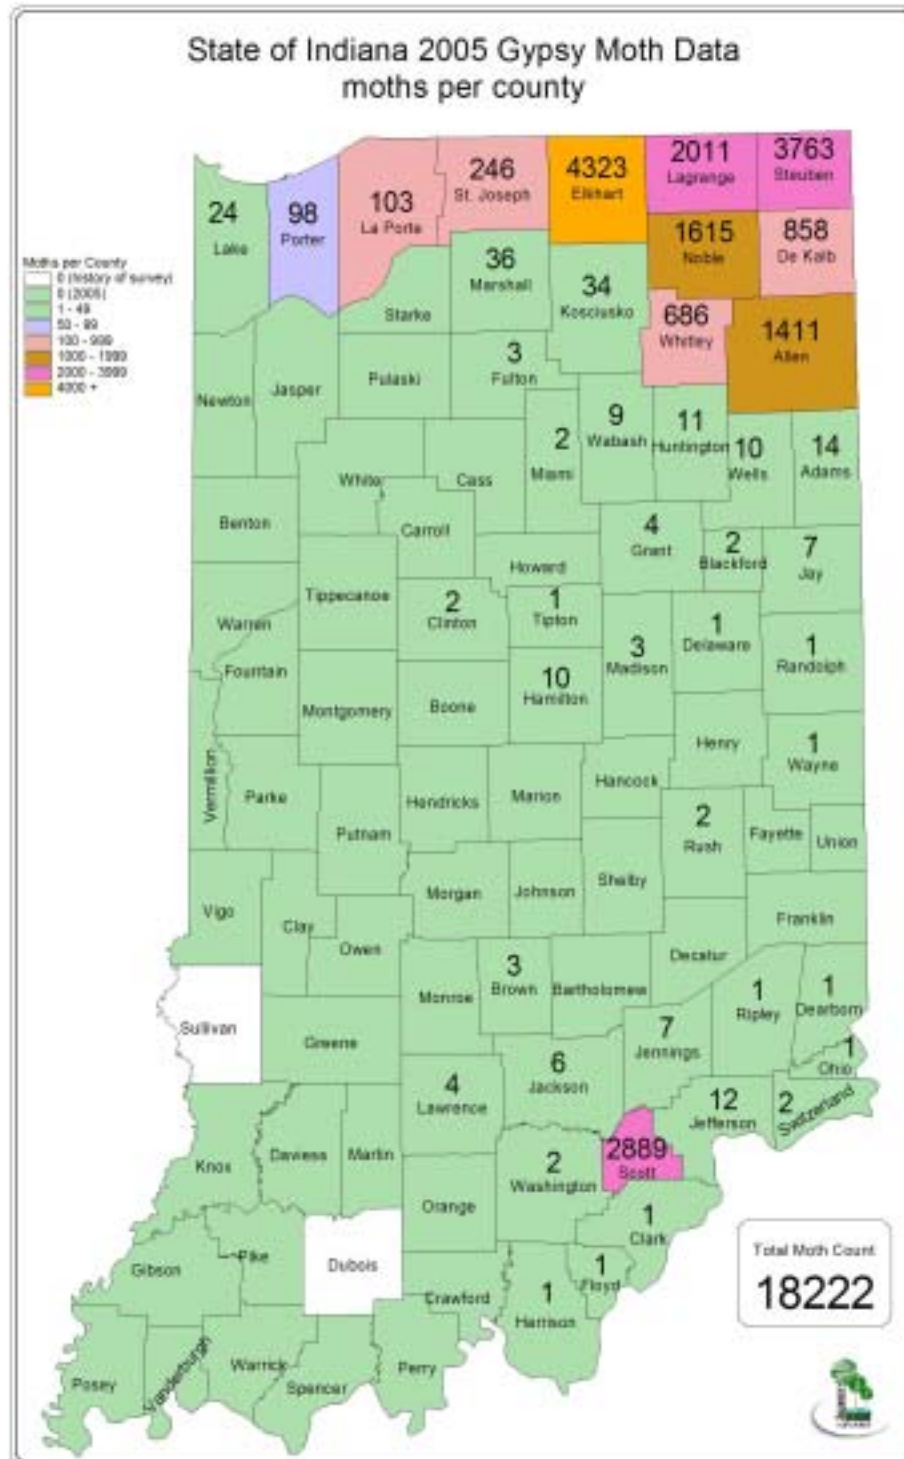 State of Indiana 2005 Gypsy Moth Data
moths per county
Moths per County
0 (history of survey)
0 (2005)
1 - 49
50 - 99
100 - 999
1000 - 1999
2000 - 3999
4000 +
24
Lake
98
Porter
103
La Porte
246
St. Joseph
4323
Elkhart
2011
Lagrange
3763
Steuben
1615
Noble
858
De Kalb
36
Marshall
34
Kosciusko
Starke
686
Whitley
1411
Allen
3
Fulton
Pulaski
Jasper
Newton
2
Miami
9
Wabash
11
Huntington
10
Wells
14
Adams
White
Cass
Benton
Carroll
4
Grant
2
Blackford
7
Jay
Howard
Tippecanoe
2
Clinton
1
Tipton
Warren
3
Madison
1
Delaware
1
Randolph
Fountain
10
Hamilton
Montgomery
Boone
Henry
1
Wayne
Vermillion
Parke
Hendricks
Marion
Hancock
Putnam
2
Rush
Fayette
Union
Morgan
Johnson
Shelby
Vigo
Clay
Franklin
Owen
Decatur
3
Brown
Bartholomew
Monroe
1
Ripley
1
Dearborn
Sullivan
Greene
7
Jennings
1
Ohio
6
Jackson
4
Lawrence
12
Jefferson
2
Switzerland
Knox
Daviess
Martin
2889
Scott
2
Washington
Orange
1
Clark
Pike
Dubois
Gibson
1
Floyd
Crawford
1
Harrison
Posey
Vanderburgh
Warrick
Spencer
Perry
Total Moth Count
18222